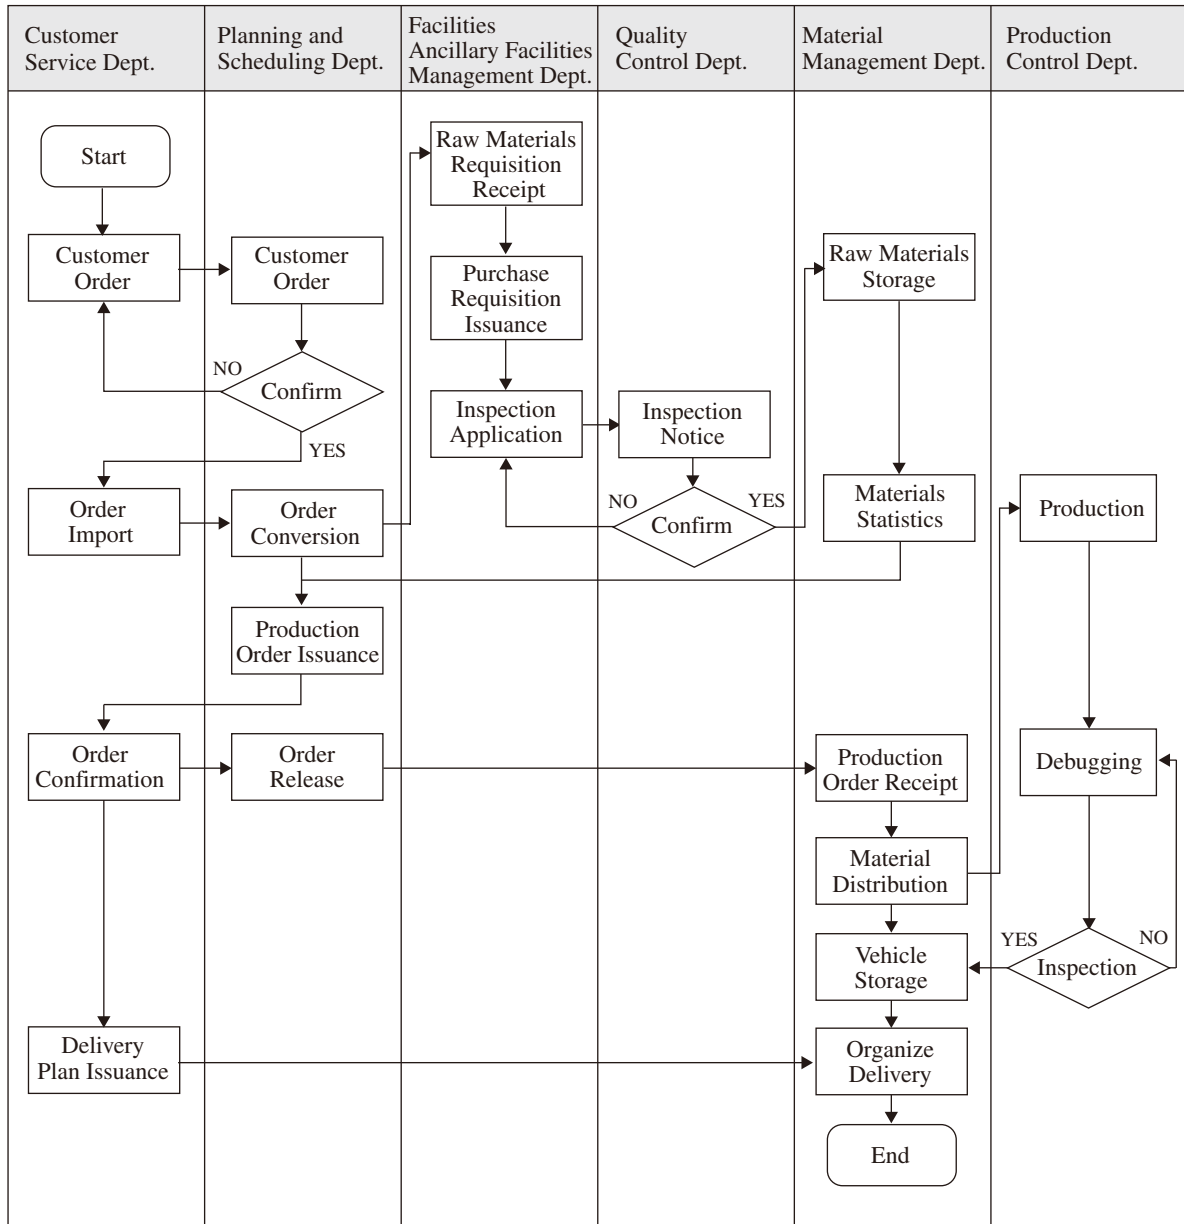 Customer
Service Dept.
Planning and
Scheduling Dept.
Facilities
Ancillary Facilities
Management Dept.
Quality
Control Dept.
Material
Management Dept.
Production
Control Dept.
Start
Customer
Order
Customer
Order
Confirm
NO
YES
Order
Import
Order
Conversion
Production
Order Issuance
Order
Confirmation
Order
Release
Delivery
Plan Issuance
Raw Materials
Requisition
Receipt
Purchase
Requisition
Issuance
Inspection
Application
Inspection
Notice
NO
YES
Confirm
Raw Materials
Storage
Materials
Statistics
Production
Order Receipt
Material
Distribution
Vehicle
Storage
Organize
Delivery
End
Production
Debugging
YES
NO
Inspection